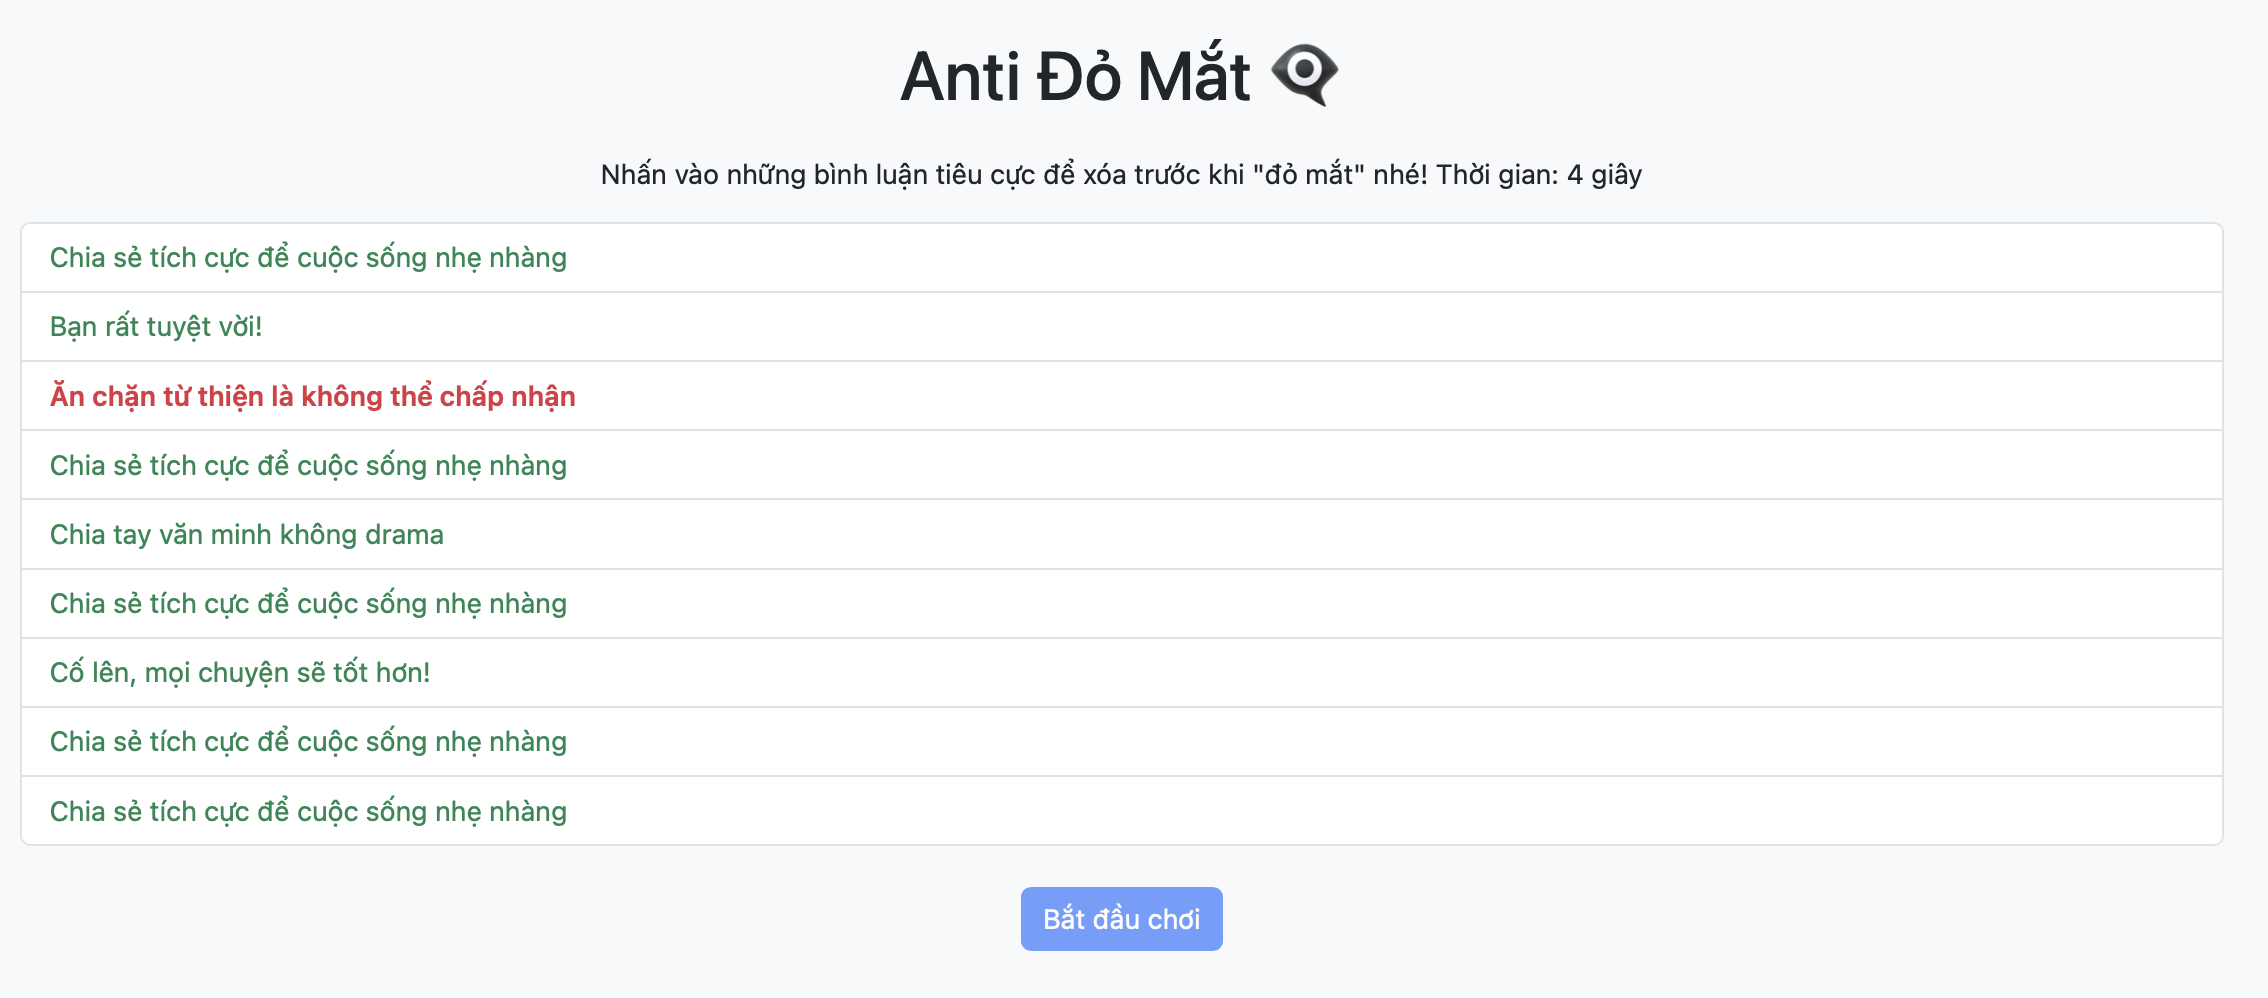 Anti Đỏ Mắt 👁️‍🗨️
Nhấn vào những bình luận tiêu cực để xóa trước khi "đỏ mắt" nhé! Thời gian: 4 giây
Chia sẻ tích cực để cuộc sống nhẹ nhàng
Bạn rất tuyệt vời!
Ăn chặn từ thiện là không thể chấp nhận
Chia sẻ tích cực để cuộc sống nhẹ nhàng
Chia tay văn minh không drama
Chia sẻ tích cực để cuộc sống nhẹ nhàng
Cố lên, mọi chuyện sẽ tốt hơn!
Chia sẻ tích cực để cuộc sống nhẹ nhàng
Chia sẻ tích cực để cuộc sống nhẹ nhàng
Bắt đầu chơi